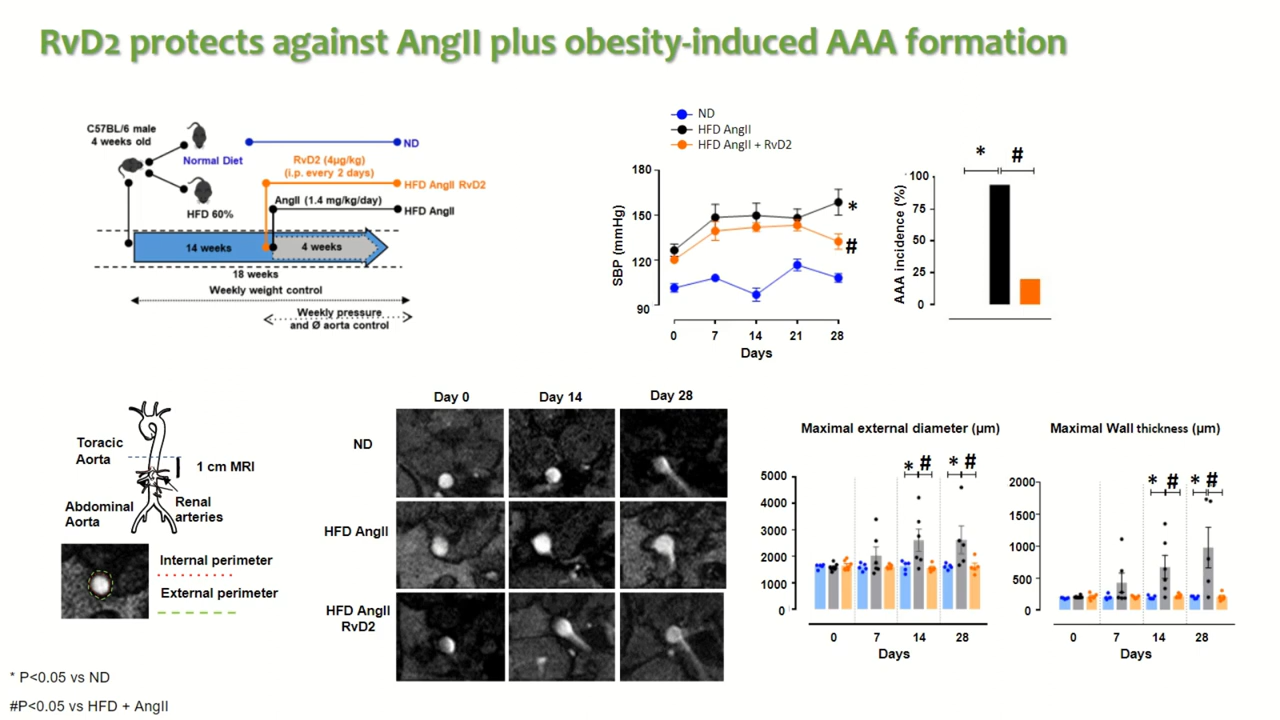 RvD2 protects against AngII plus obesity-induced AAA formation
C57BL/6 male
4 weeks old
Normal Diet
HFD 60%
ND
RvD2 (4µg/kg)
(i.p. every 2 days)
HFD AngII RvD2
AngII (1.4 mg/kg/day)
HFD AngII
14 weeks
4 weeks
18 weeks
Weekly weight control
Weekly pressure
and Ø aorta control
ND
HFD AngII
HFD AngII + RvD2
SBP (mmHg)
180
150
120
90
*
#
0 7 14 21 28
Days
* #
AAA incidence (%)
100
75
50
25
0
Toracic
Aorta
1 cm MRI
Abdominal
Aorta
Renal
arteries
Internal perimeter
External perimeter
Day 0 Day 14 Day 28
ND
HFD AngII
HFD AngII
RvD2
Maximal external diameter (µm)
* # * #
5000
4000
3000
2000
1000
0
0 7 14 28
Days
Maximal Wall thickness (µm)
* # * #
2000
1500
1000
500
0
0 7 14 28
Days
* P<0.05 vs ND
#P<0.05 vs HFD + AngII